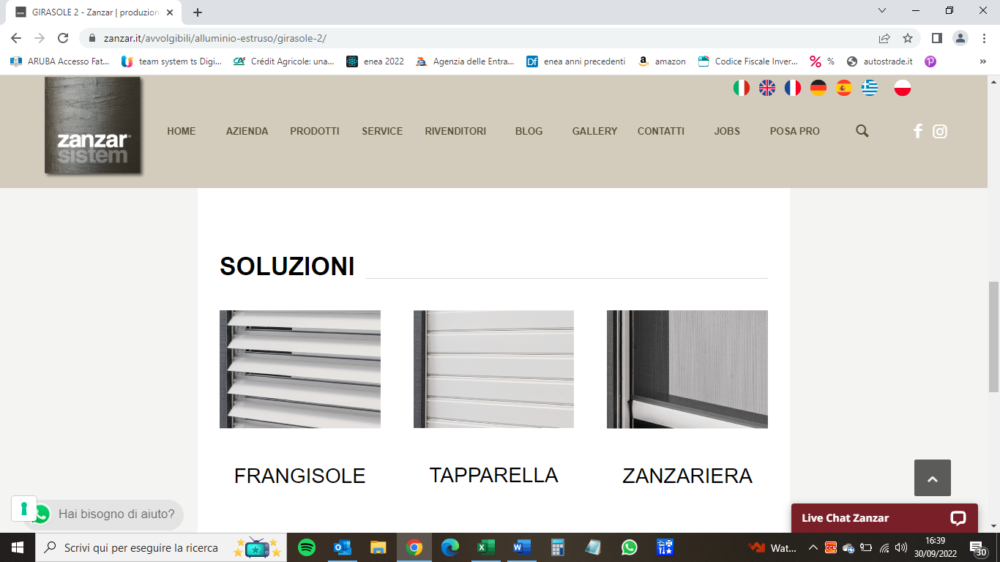 GIRASOLE 2 - Zanzar | produzion
zanzar.it/avvolgibili/alluminio-estruso/girasole-2/
ARUBA Accesso Fat...
team system ts Digi...
Crédit Agricole: una...
enea 2022
Agenzia delle Entra...
Df enea anni precedenti
amazon
Codice Fiscale Inver...
%
autostrade.it
»
zanzar®
sistem
HOME
AZIENDA
PRODOTTI
SERVICE
RIVENDITORI
BLOG
GALLERY
CONTATTI
JOBS
POSA PRO
SOLUZIONI
FRANGISOLE
TAPPARELLA
ZANZARIERA
Hai bisogno di aiuto?
Live Chat Zanzar
Scrivi qui per eseguire la ricerca
Wat...
16:39
30/09/2022
30